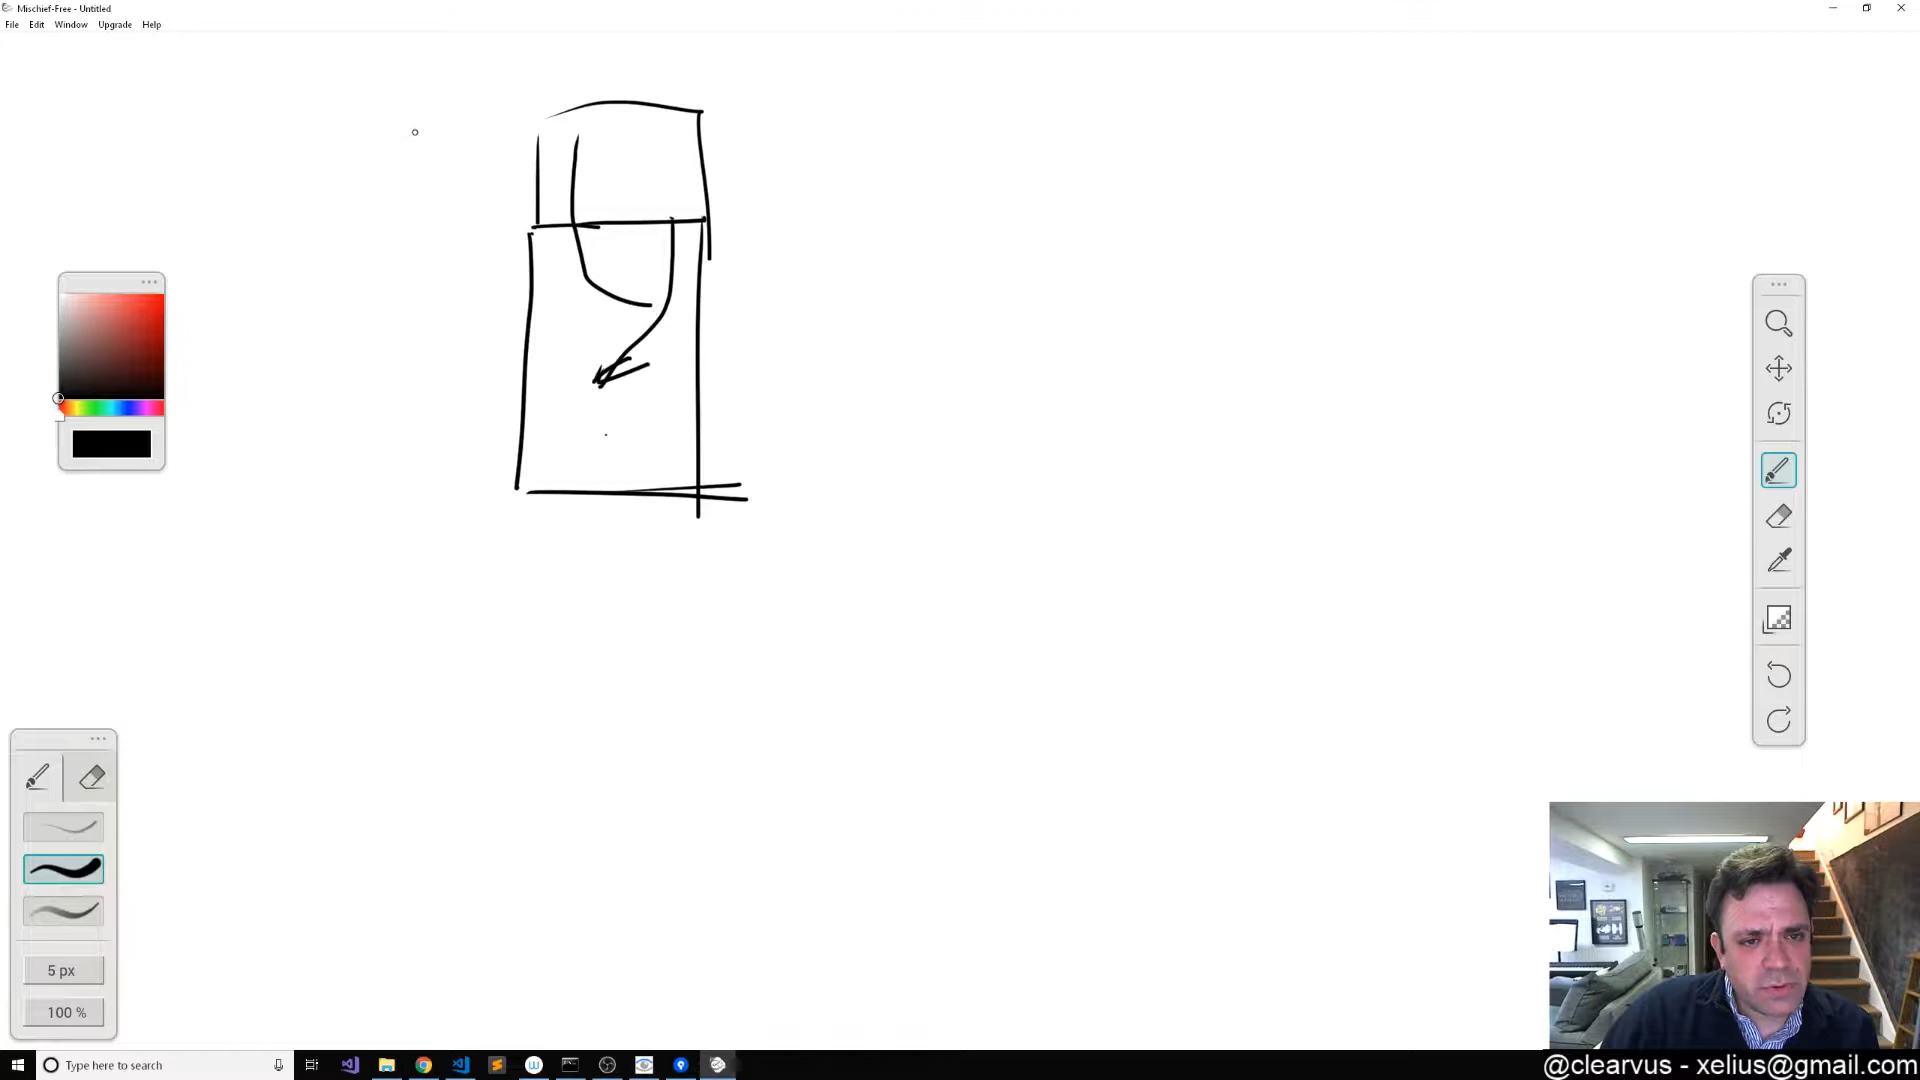 Mischief-Free - Untitled
File Edit Window Upgrade Help
5 px
100 %
Type here to search
@clearvus - xelius@gmail.com